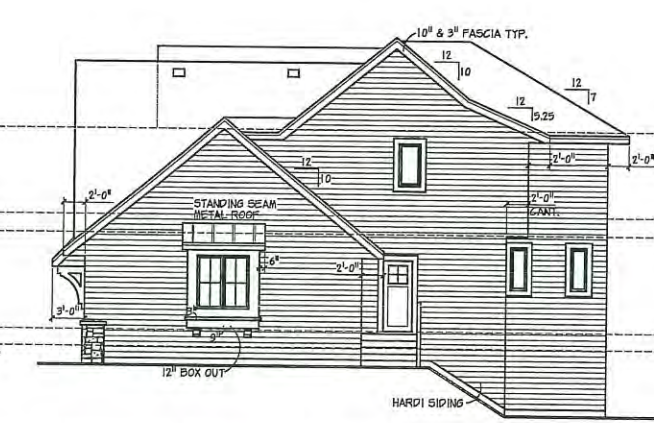 10" & 3" FASCIA TYP.
12
10
12
7
12
5.25
12
10
2'-0"
2'-0"
2'-0"
STANDING SEAM
METAL ROOF
2'-0"
CANT.
6"
2'-0"
3'-0"
3"
9"
12" BOX OUT
HARDI SIDING